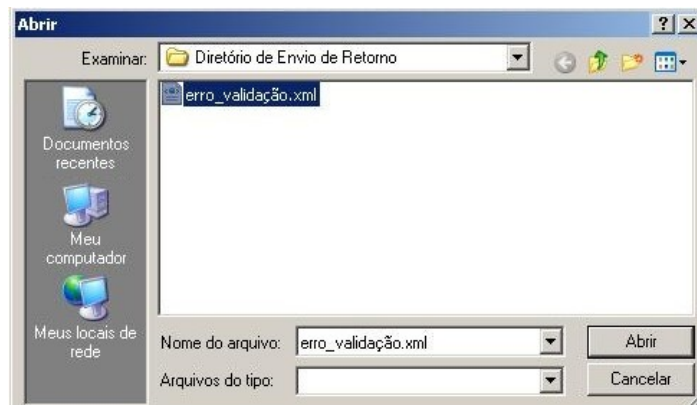 Abrir
Examinar:
Diretório de Envio de Retorno
erro_validação.xml
Documentos
recentes
Meu
computador
Meus locais de
rede
Nome do arquivo:
erro_validação.xml
Abrir
Arquivos do tipo:
Cancelar